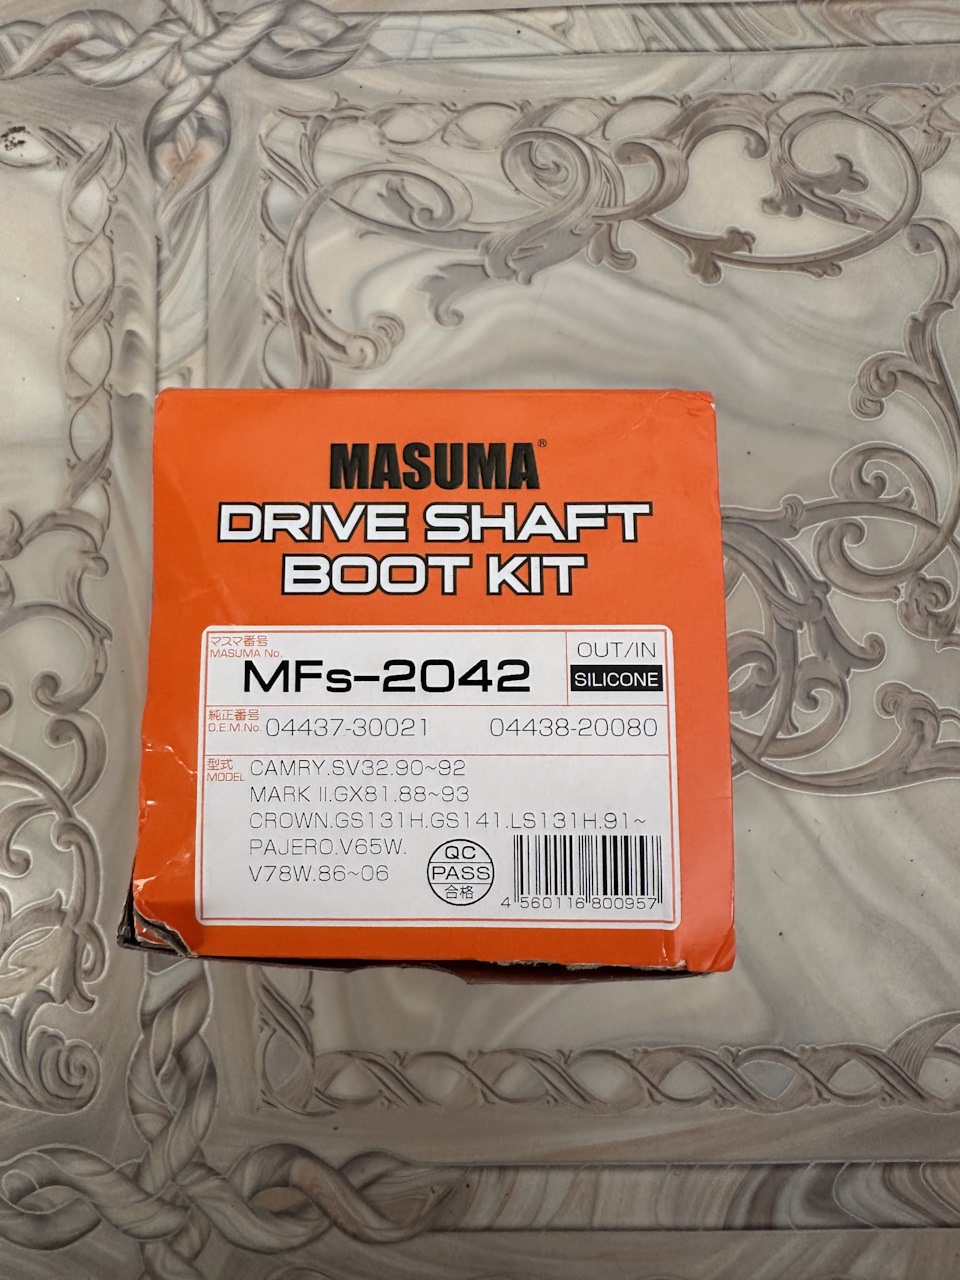 MASUMA®
DRIVE SHAFT
BOOT KIT
マスマ番号
MASUMA No.
MFs-2042
OUT/IN
SILICONE
純正番号
O.E.M.No.
04437-30021 04438-20080
型式
MODEL
CAMRY.SV32.90~92
MARK II.GX81.88~93
CROWN.GS131H.GS141.LS131H.91~
PAJERO.V65W.
V78W.86~06
QC
PASS
合格
4 560116 800957